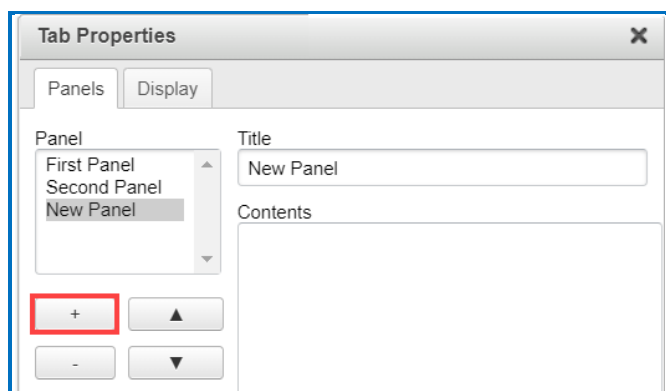 Tab Properties
Panels Display
Panel
First Panel
Second Panel
New Panel
+
-
Title
New Panel
Contents